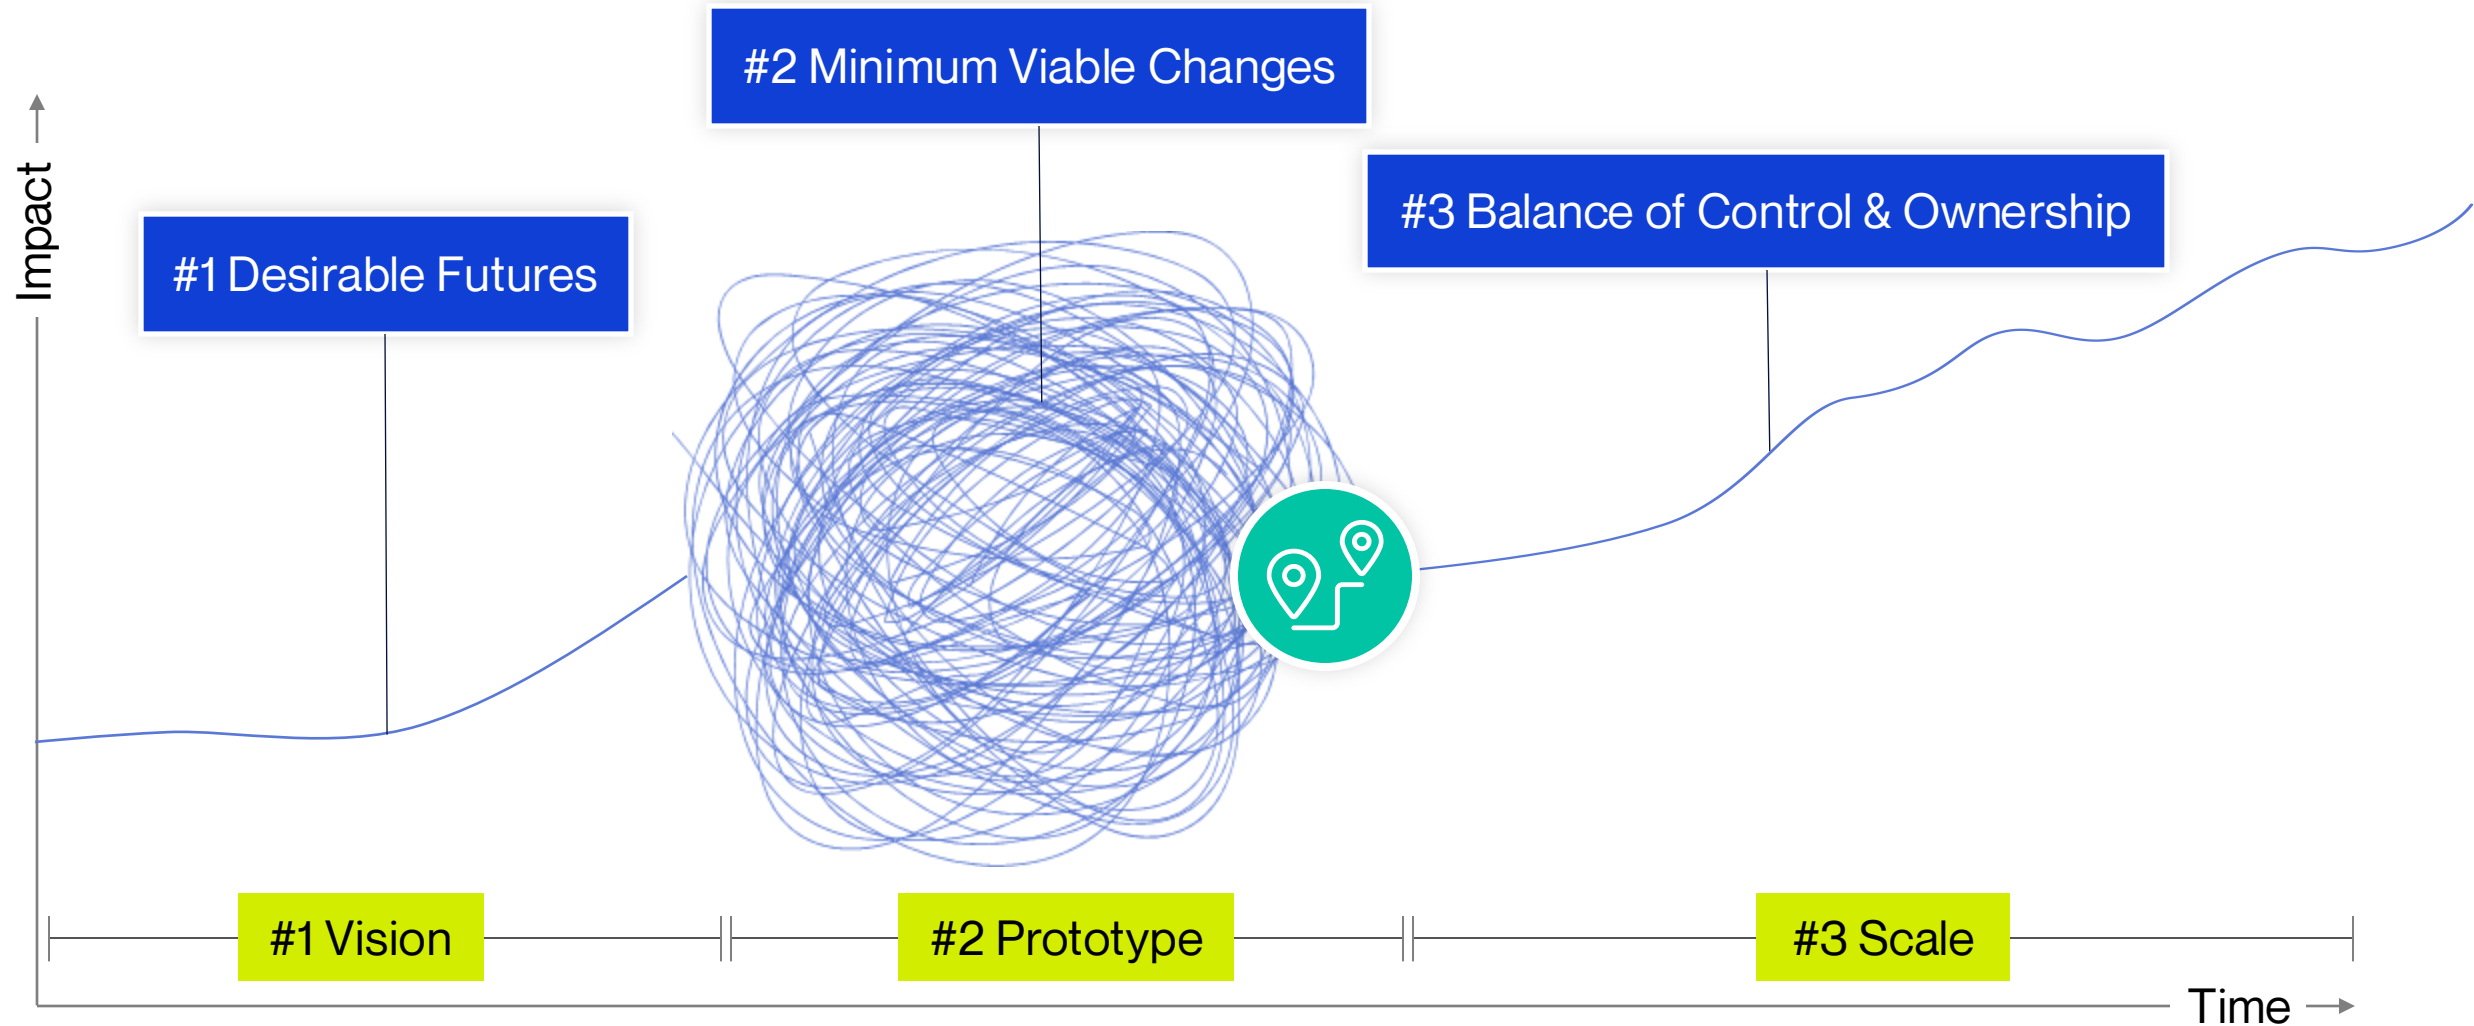 #2 Minimum Viable Changes
#3 Balance of Control & Ownership
#1 Desirable Futures
Impact
#1 Vision
#2 Prototype
#3 Scale
Time